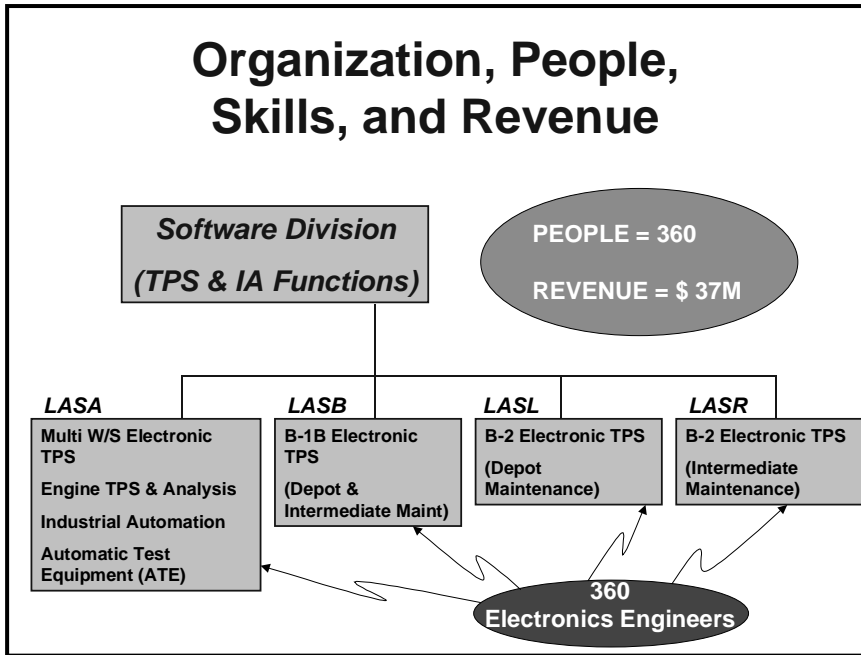 Organization, People,
Skills, and Revenue
Software Division
(TPS & IA Functions)
PEOPLE = 360
REVENUE = $ 37M
LASA
Multi W/S Electronic
TPS
Engine TPS & Analysis
Industrial Automation
Automatic Test
Equipment (ATE)
LASB
B-1B Electronic
TPS
(Depot &
Intermediate Maint)
LASL
B-2 Electronic TPS
(Depot
Maintenance)
LASR
B-2 Electronic TPS
(Intermediate
Maintenance)
360
Electronics Engineers